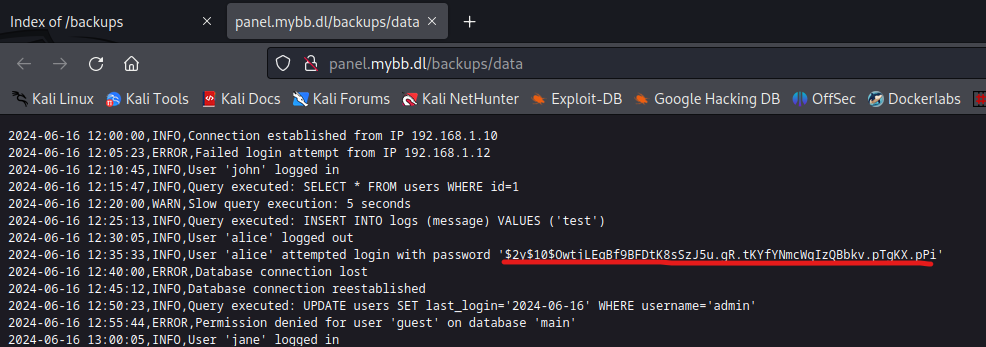 Index of /backups
panel.mybb.dl/backups/data
panel.mybb.dl/backups/data
Kali Linux Kali Tools Kali Docs Kali Forums Kali NetHunter Exploit-DB Google Hacking DB OffSec Dockerlabs
2024-06-16 12:00:00,INFO,Connection established from IP 192.168.1.10
2024-06-16 12:05:23,ERROR,Failed login attempt from IP 192.168.1.12
2024-06-16 12:10:45,INFO,User 'john' logged in
2024-06-16 12:15:47,INFO,Query executed: SELECT * FROM users WHERE id=1
2024-06-16 12:20:00,WARN,Slow query execution: 5 seconds
2024-06-16 12:25:13,INFO,Query executed: INSERT INTO logs (message) VALUES ('test')
2024-06-16 12:30:05,INFO,User 'alice' logged out
2024-06-16 12:35:33,INFO,User 'alice' attempted login with password
2024-06-16 12:40:00,ERROR,Database connection lost
2024-06-16 12:45:12,INFO,Database connection reestablished
2024-06-16 12:50:23,INFO,Query executed: UPDATE users SET last_login='2024-06-16' WHERE username='admin'
2024-06-16 12:55:44,ERROR,Permission denied for user 'guest' on database 'main'
2024-06-16 13:00:05,INFO,User 'jane' logged in